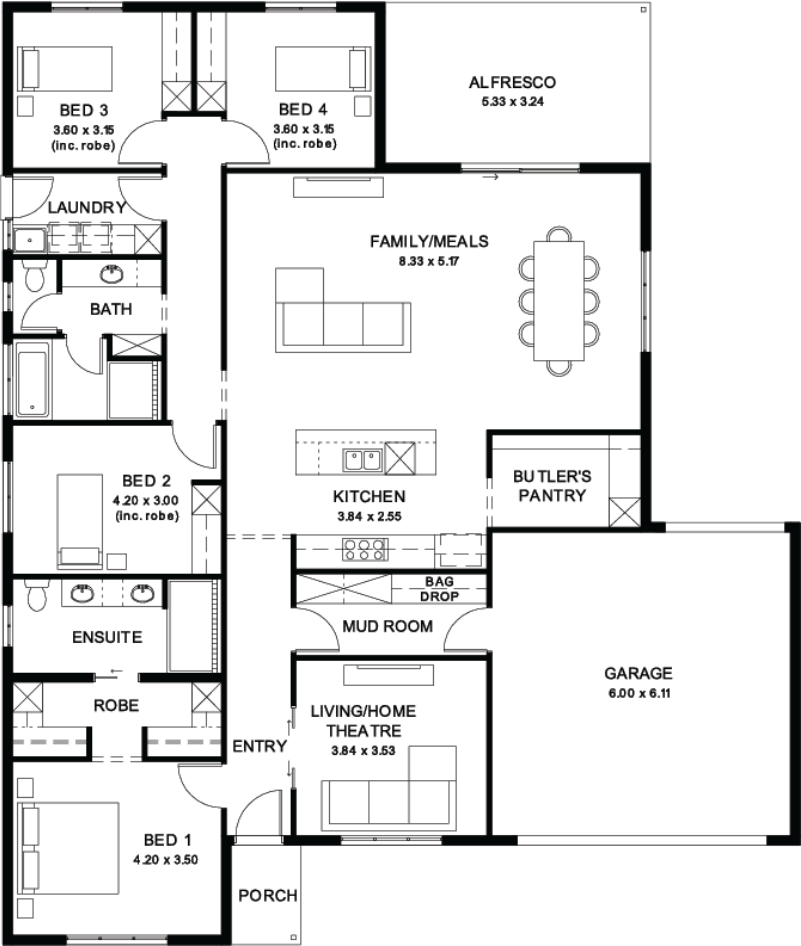 ALFRESCO
5.33 x 3.24
BED 3
3.60 x 3.15
(inc. robe)
BED 4
3.60 x 3.15
(inc. robe)
LAUNDRY
FAMILY/MEALS
8.33 x 5.17
BATH
BED 2
4.20 x 3.00
(inc. robe)
KITCHEN
3.84 x 2.55
BUTLER'S
PANTRY
BAG
DROP
MUD ROOM
ENSUITE
GARAGE
6.00 x 6.11
ROBE
LIVING/HOME
THEATRE
3.84 x 3.53
ENTRY
BED 1
4.20 x 3.50
PORCH